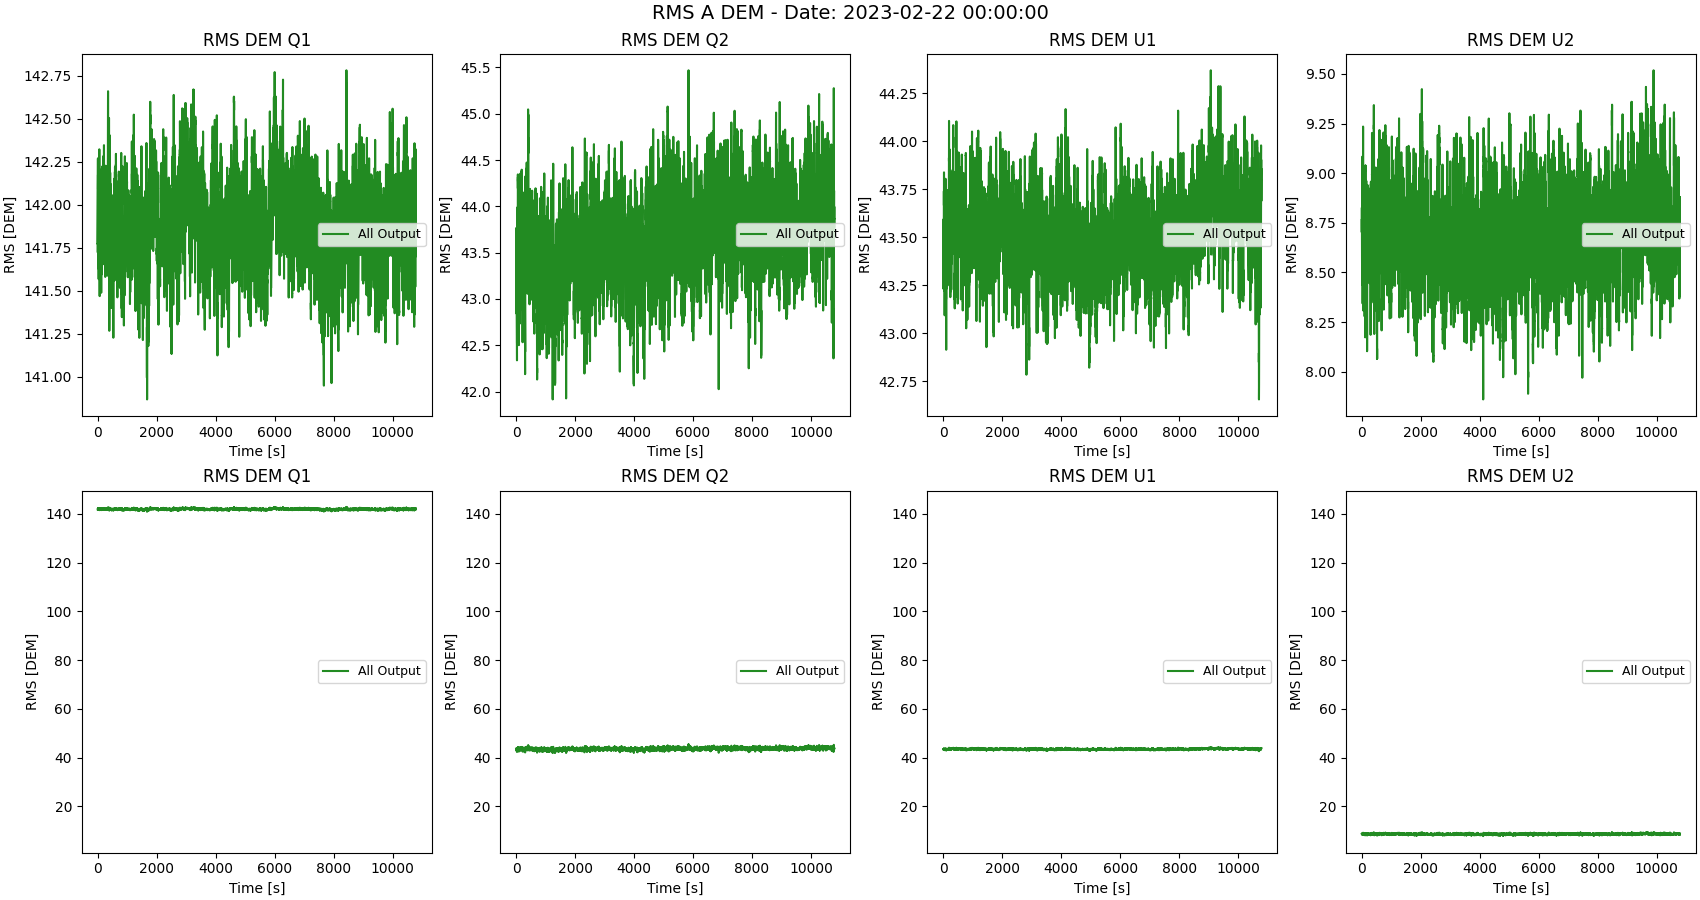 RMS A DEM - Date: 2023-02-22 00:00:00
RMS DEM Q1
RMS [DEM]
142.75
142.50
142.25
142.00
141.75
141.50
141.25
141.00
All Output
0 2000 4000 6000 8000 10000
Time [s]
RMS DEM Q2
RMS [DEM]
45.5
45.0
44.5
44.0
43.5
43.0
42.5
42.0
All Output
0 2000 4000 6000 8000 10000
Time [s]
RMS DEM U1
RMS [DEM]
44.25
44.00
43.75
43.50
43.25
43.00
42.75
All Output
0 2000 4000 6000 8000 10000
Time [s]
RMS DEM U2
RMS [DEM]
9.50
9.25
9.00
8.75
8.50
8.25
8.00
All Output
0 2000 4000 6000 8000 10000
Time [s]
RMS DEM Q1
RMS [DEM]
140
120
100
80
60
40
20
All Output
0 2000 4000 6000 8000 10000
Time [s]
RMS DEM Q2
RMS [DEM]
140
120
100
80
60
40
20
All Output
0 2000 4000 6000 8000 10000
Time [s]
RMS DEM U1
RMS [DEM]
140
120
100
80
60
40
20
All Output
0 2000 4000 6000 8000 10000
Time [s]
RMS DEM U2
RMS [DEM]
140
120
100
80
60
40
20
All Output
0 2000 4000 6000 8000 10000
Time [s]